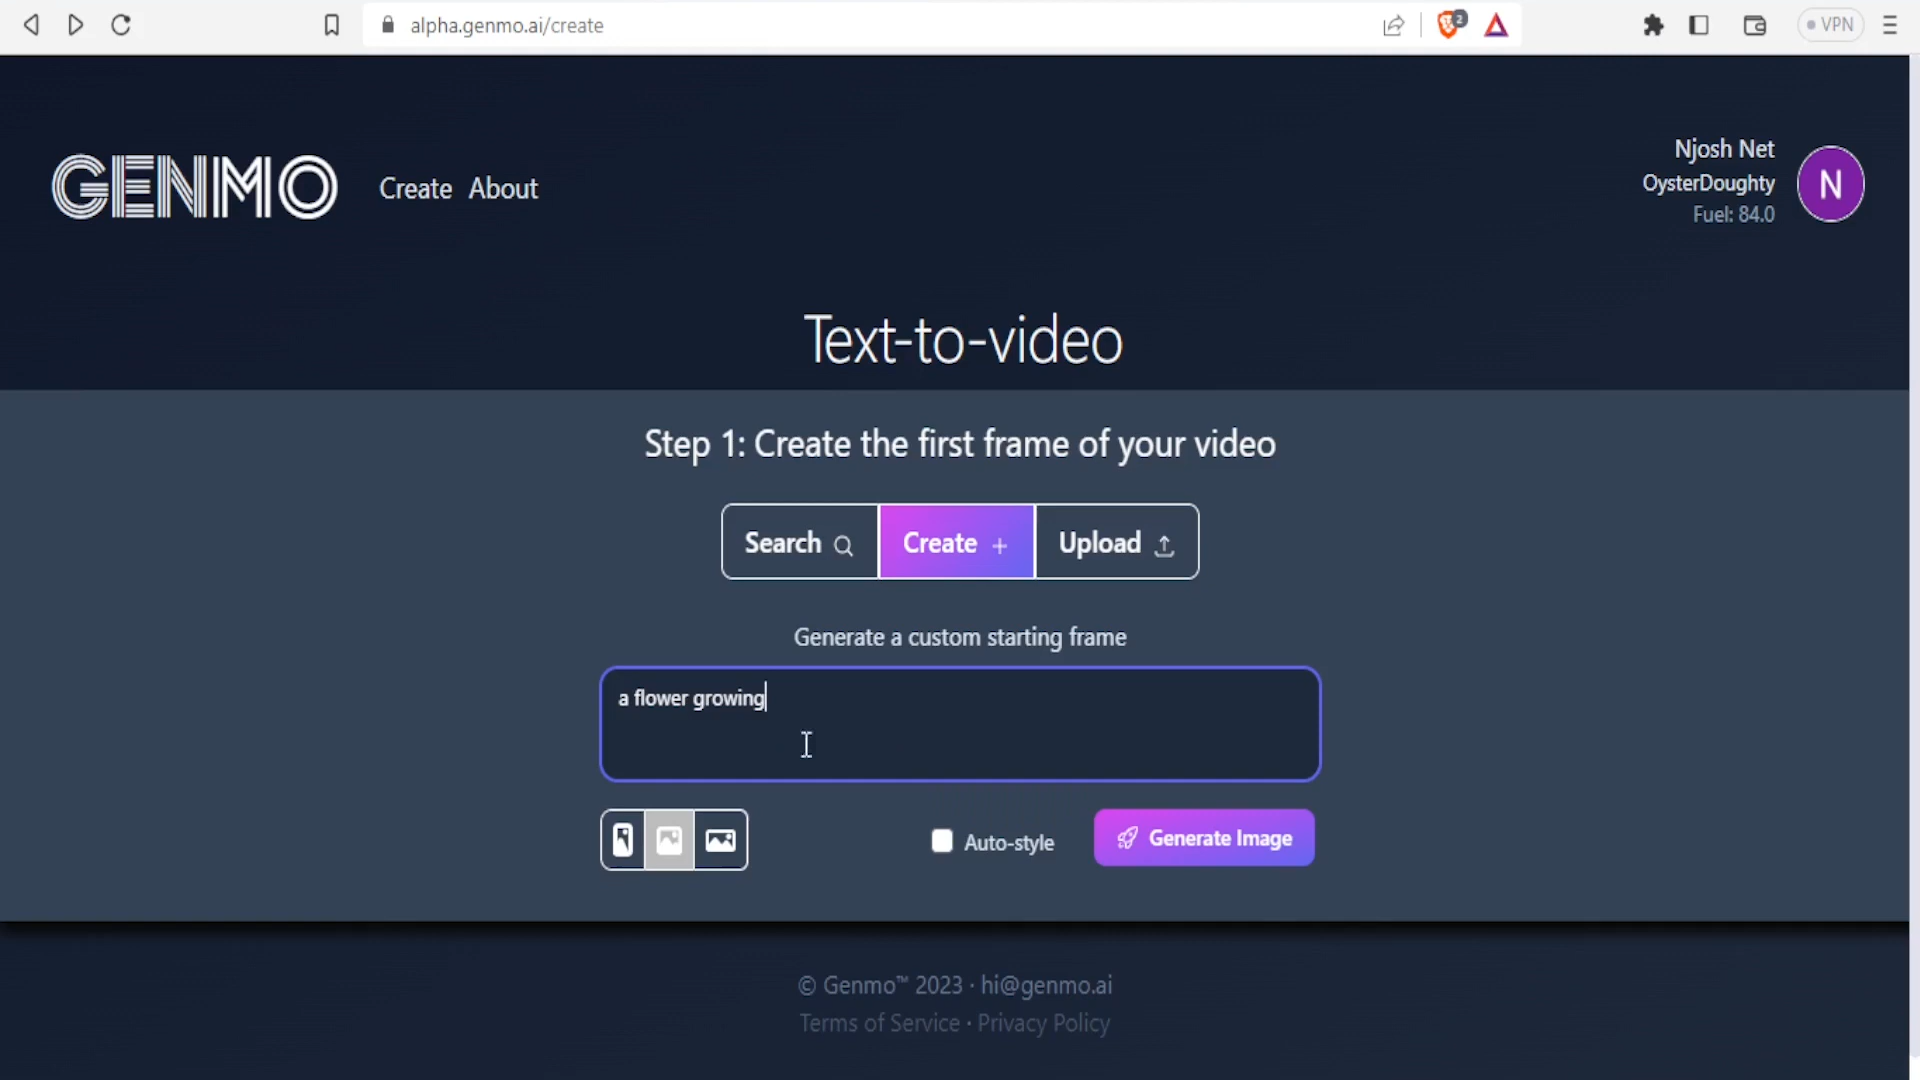 alpha.genmo.ai/create
2
VPN
GENMO
Create About
Njosh Net
OysterDoughty
Fuel: 84.0
N
Text-to-video
Step 1: Create the first frame of your video
Search Create + Upload
Generate a custom starting frame
a flower growing
Auto-style
Generate Image
© Genmo™ 2023 · hi@genmo.ai
Terms of Service · Privacy Policy